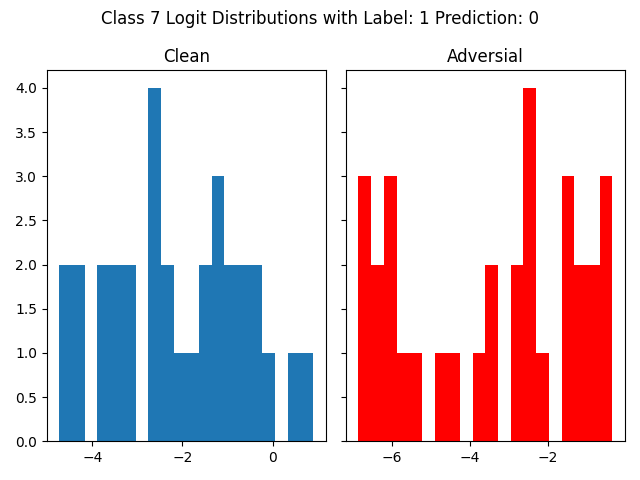 Class 7 Logit Distributions with Label: 1 Prediction: 0
Clean
Adversial
4.0
3.5
3.0
2.5
2.0
1.5
1.0
0.5
0.0
−4 −2 0
−6 −4 −2